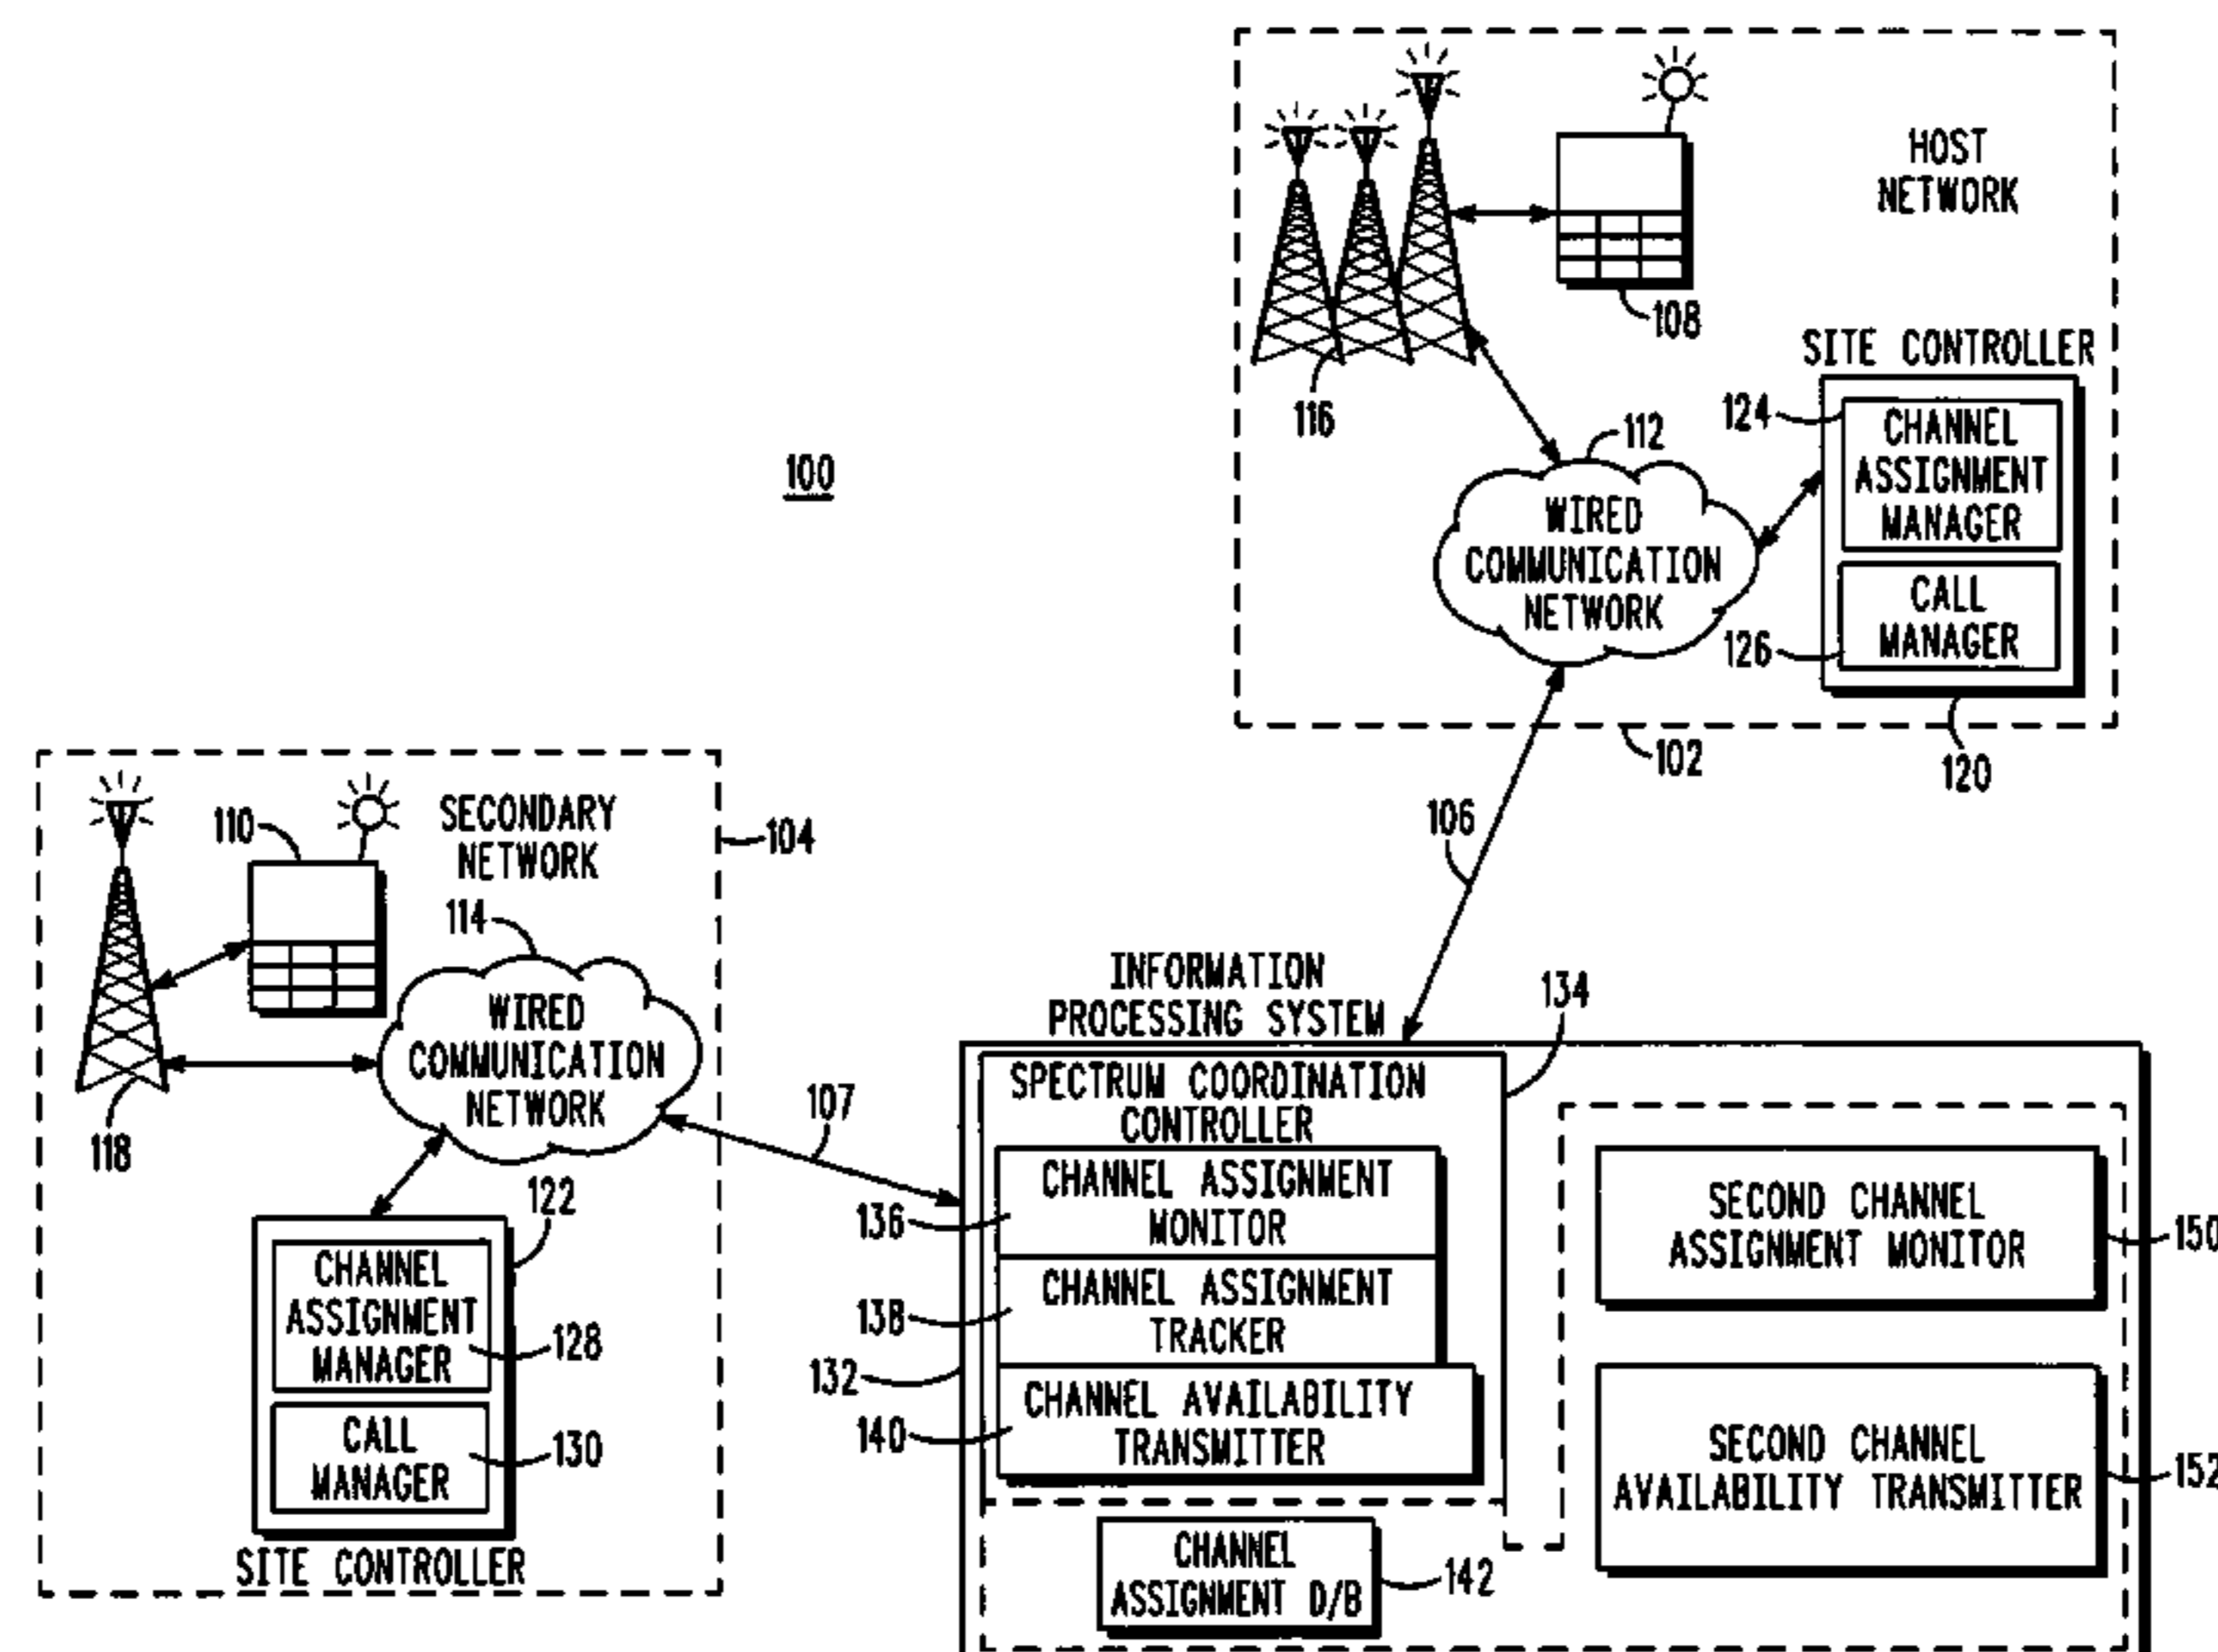 HOST
NETWORK
108
SITE CONTROLLER
116
124
CHANNEL
ASSIGNMENT
MANAGER
112
100
WIRED
COMMUNICATION
NETWORK
CALL
MANAGER
126
102
120
SECONDARY
NETWORK
110
104
106
114
WIRED
COMMUNICATION
NETWORK
118
107
122
CHANNEL
ASSIGNMENT
MANAGER
128
CALL
MANAGER
130
SITE CONTROLLER
INFORMATION
PROCESSING SYSTEM
134
SPECTRUM COORDINATION
CONTROLLER
CHANNEL ASSIGNMENT
MONITOR
136
CHANNEL ASSIGNMENT
TRACKER
138
132
CHANNEL AVAILABILITY
TRANSMITTER
140
CHANNEL
ASSIGNMENT D/B
142
SECOND CHANNEL
ASSIGNMENT MONITOR
150
SECOND CHANNEL
AVAILABILITY TRANSMITTER
152